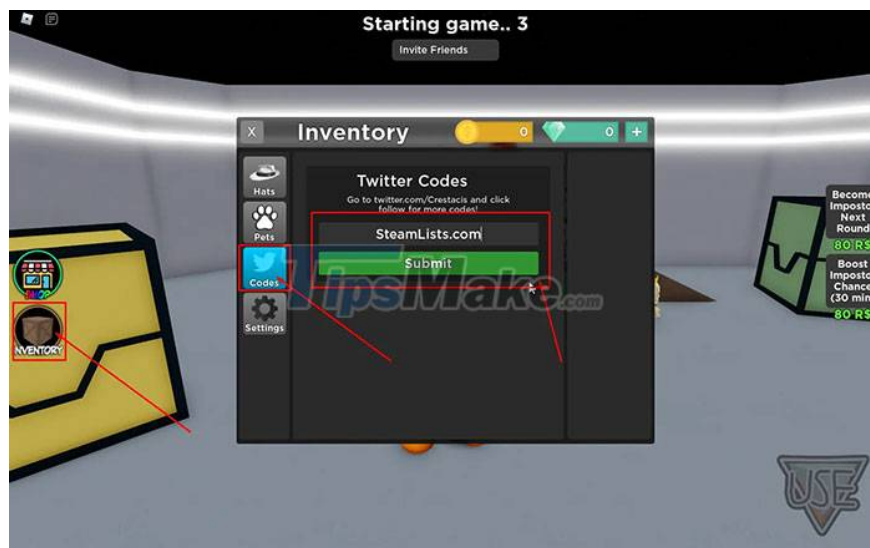 Starting game.. 3
Invite Friends
X
Inventory
0
0
+
Hats
Pets
Codes
Settings
Twitter Codes
Go to twitter.com/Crestacis and click
follow for more codes!
SteamLists.com
Submit
TipsMake.com
SHOP
INVENTORY
Become
Imposto
Next
Round
80 R$
Boost
Imposto
Chance
(30 min
80 R$
USE